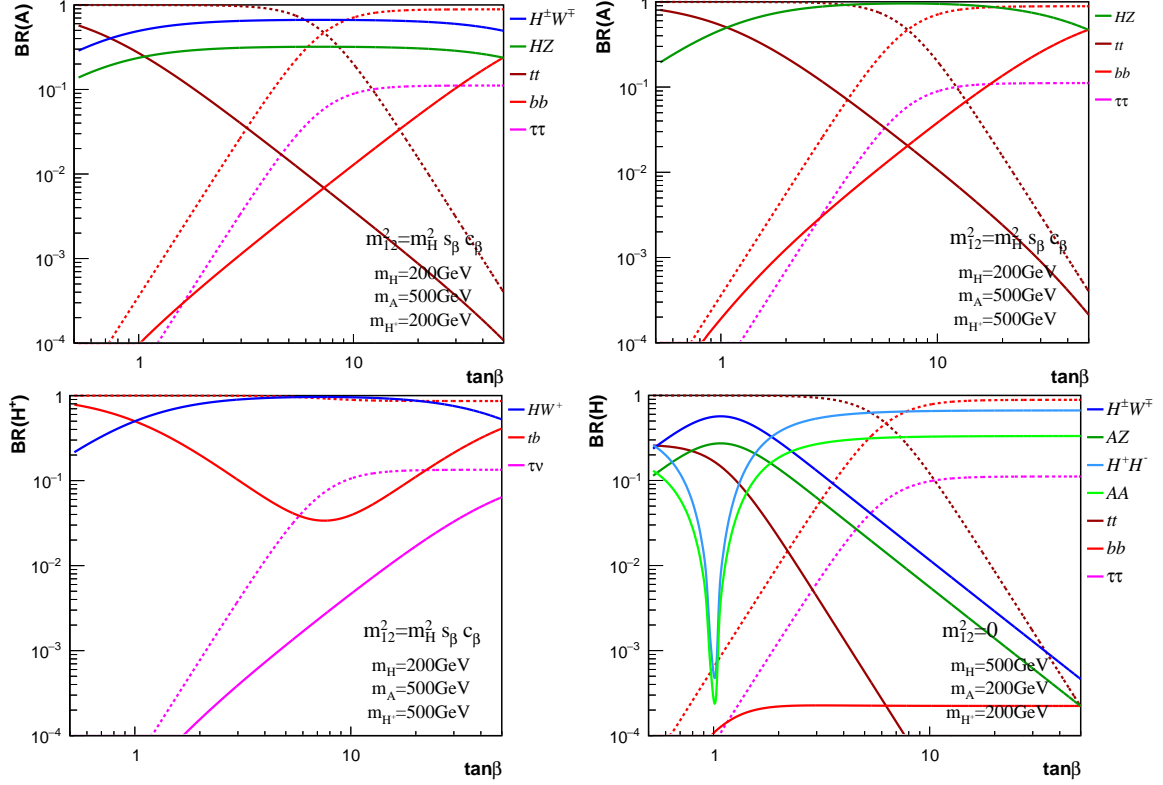 BR(A)
1
10⁻¹
10⁻²
10⁻³
10⁻⁴
1
10
tanβ
m²₁₂=m²_H s_β c_β
m_H=200GeV
m_A=500GeV
m_H⁺=200GeV
H±W∓
HZ
tt
bb
ττ
BR(A)
1
10⁻¹
10⁻²
10⁻³
10⁻⁴
1
10
tanβ
m²₁₂=m²_H s_β c_β
m_H=200GeV
m_A=500GeV
m_H⁺=500GeV
HZ
tt
bb
ττ
BR(H⁺)
1
10⁻¹
10⁻²
10⁻³
10⁻⁴
1
10
tanβ
m²₁₂=m²_H s_β c_β
m_H=200GeV
m_A=500GeV
m_H⁺=500GeV
HW⁺
tb
τν
BR(H)
1
10⁻¹
10⁻²
10⁻³
10⁻⁴
1
10
tanβ
m²₁₂=0
m_H=500GeV
m_A=200GeV
m_H⁺=200GeV
H±W∓
AZ
H⁺H⁻
AA
tt
bb
ττ